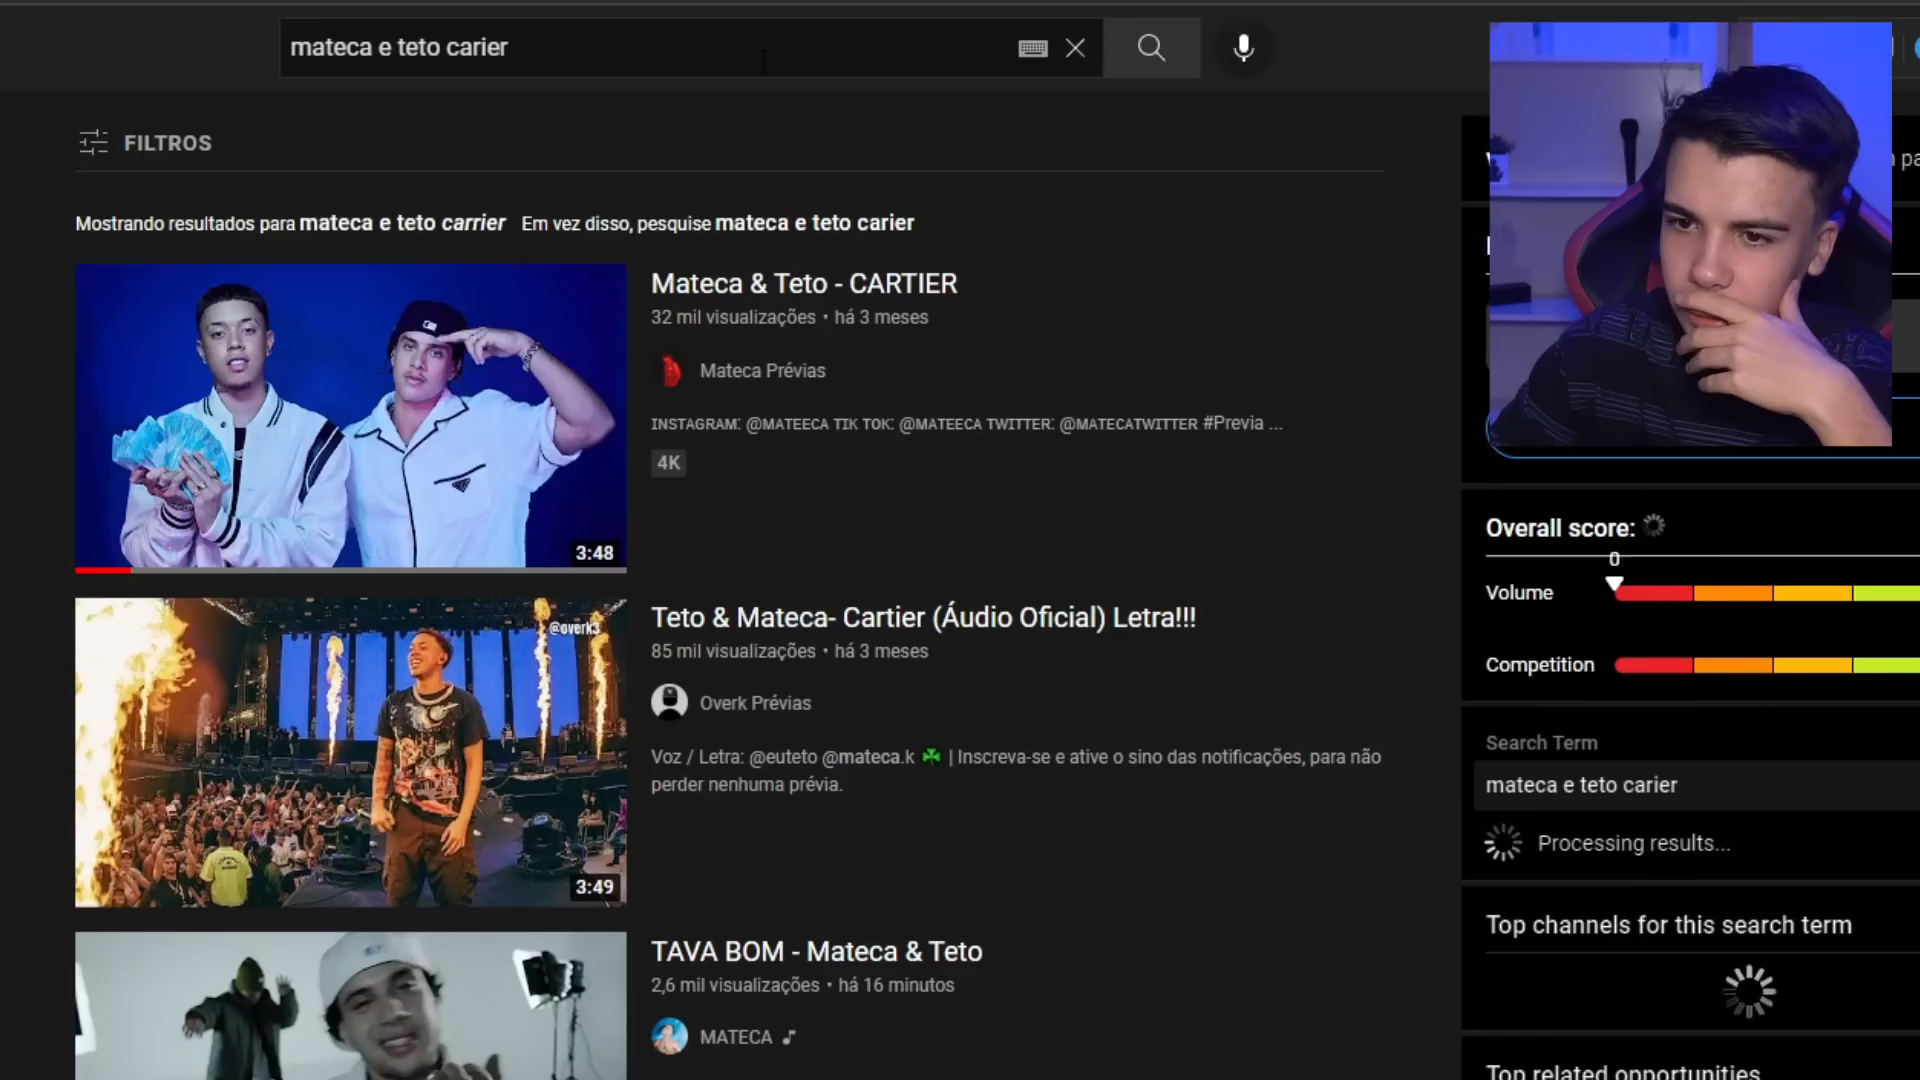 mateca e teto carier
FILTROS
Mostrando resultados para mateca e teto carrier Em vez disso, pesquise mateca e teto carier
Mateca & Teto - CARTIER
32 mil visualizações • há 3 meses
Mateca Prévias
INSTAGRAM: @MATEECA TIK TOK: @MATEECA TWITTER: @MATECATWITTER #Previa ...
4K
3:48
@overk3
Teto & Mateca- Cartier (Áudio Oficial) Letra!!!
85 mil visualizações • há 3 meses
Overk Prévias
Voz / Letra: @euteto @mateca.k ☘ | Inscreva-se e ative o sino das notificações, para não
perder nenhuma prévia.
3:49
TAVA BOM - Mateca & Teto
2,6 mil visualizações • há 16 minutos
MATECA ♪
Overall score:
0
Volume
Competition
Search Term
mateca e teto carier
Processing results...
Top channels for this search term
Top related opportunities